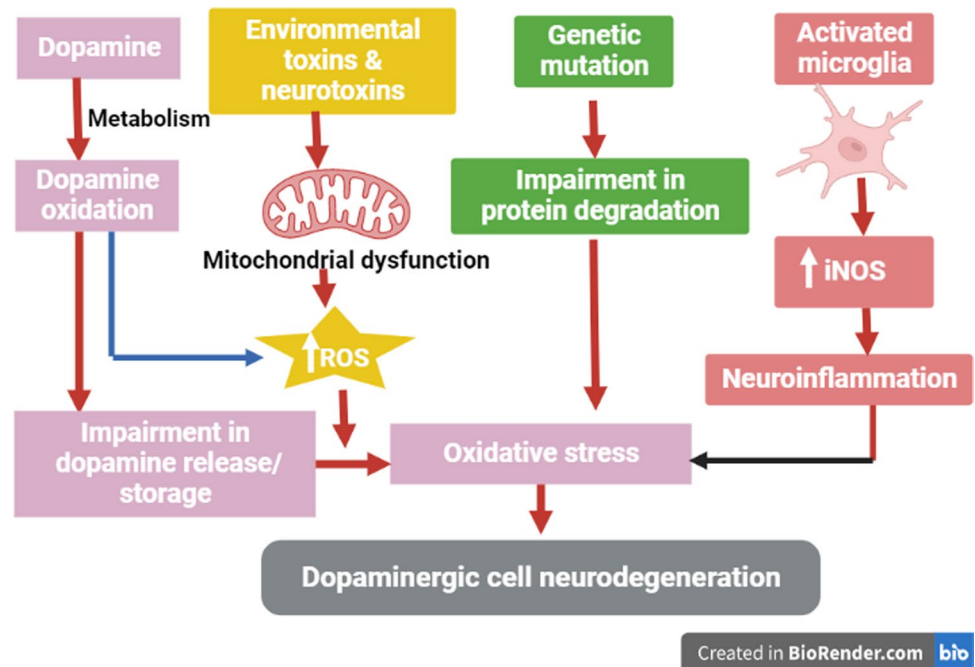 Dopamine
Environmental
toxins &
neurotoxins
Genetic
mutation
Activated
microglia
Metabolism
Dopamine
oxidation
Impairment in
protein degradation
Mitochondrial dysfunction
iNOS
ROS
Neuroinflammation
Impairment in
dopamine release/
storage
Oxidative stress
Dopaminergic cell neurodegeneration
Created in BioRender.com bio